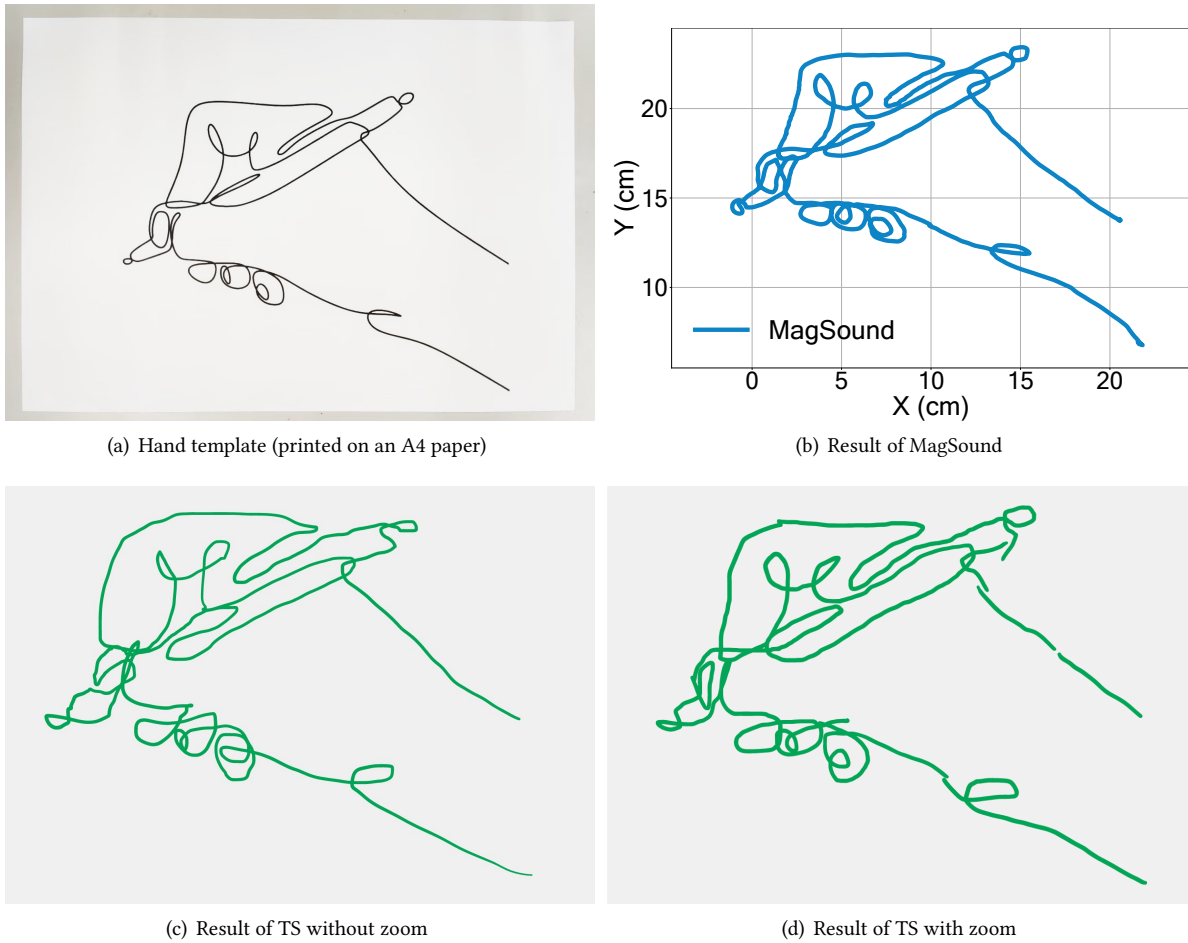 (a) Hand template (printed on an A4 paper)
20
15
10
Y (cm)
MagSound
0 5 10 15 20
X (cm)
(b) Result of MagSound
(c) Result of TS without zoom
(d) Result of TS with zoom